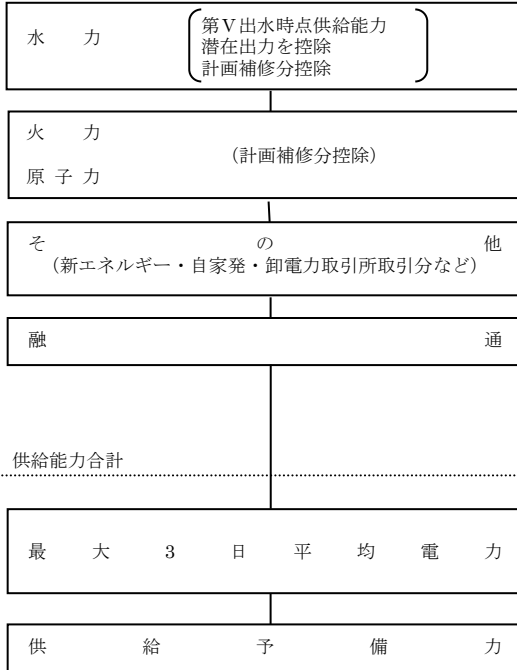 水力
第Ⅴ出水時点供給能力
潜在出力を控除
計画補修分控除
火力
(計画補修分控除)
原子力
その他
(新エネルギー・自家発・卸電力取引所取引分など)
融通
供給能力合計
最大3日平均電力
供給予備力